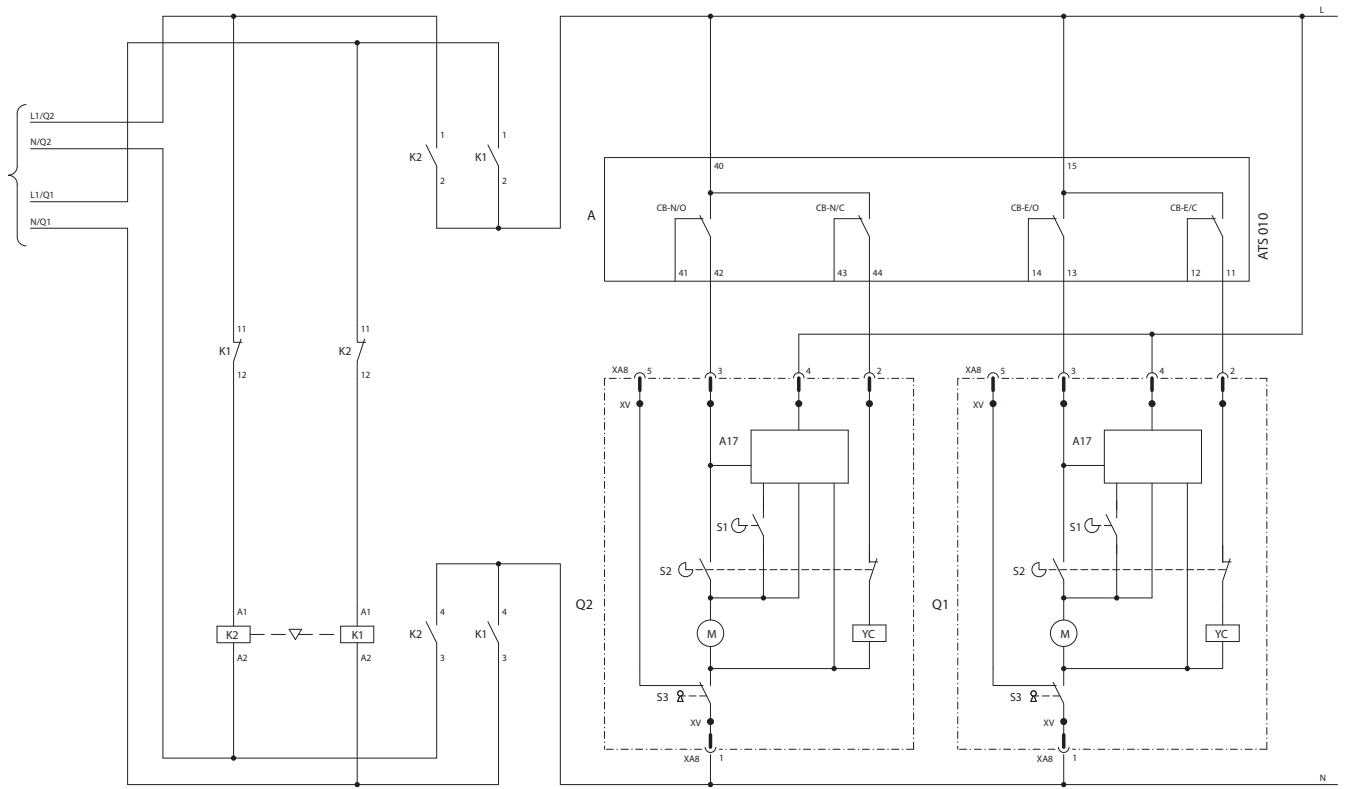 L
L1/Q2
N/Q2
L1/Q1
N/Q1
1 1
K2 K1
2 2
40 15
A
CB-N/O CB-N/C CB-E/O CB-E/C
ATS 010
41 42 43 44 14 13 12 11
11 11
K1 K2
12 12
XA8 5 3 4 2 XA8 5 3 4 2
XV XV
A17 A17
S1 S1
S2 S2
Q2 Q1
A1 A1 4 4
K2 K1 K2 K1 M YC M YC
A2 A2 3 3
S3 S3
XV XV
XA8 1 XA8 1
N